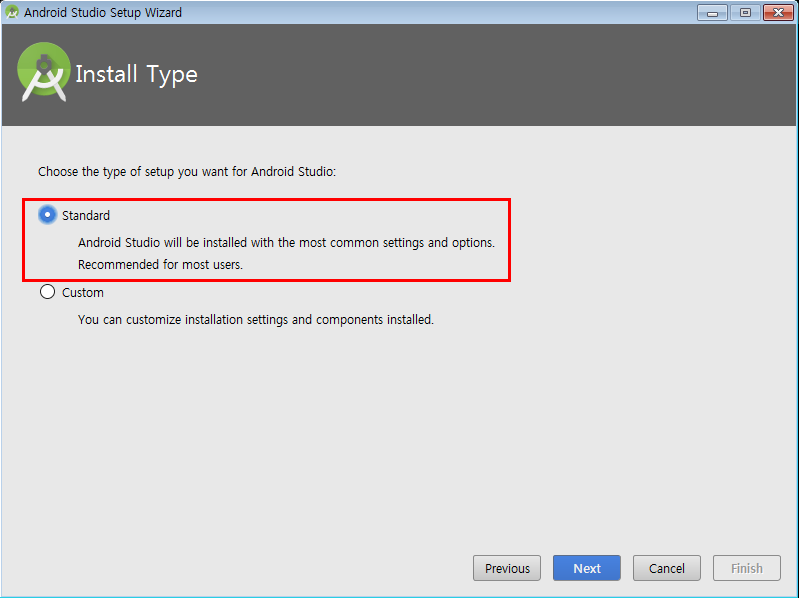 Android Studio Setup Wizard
Install Type
Choose the type of setup you want for Android Studio:
Standard
Android Studio will be installed with the most common settings and options.
Recommended for most users.
Custom
You can customize installation settings and components installed.
Previous
Next
Cancel
Finish